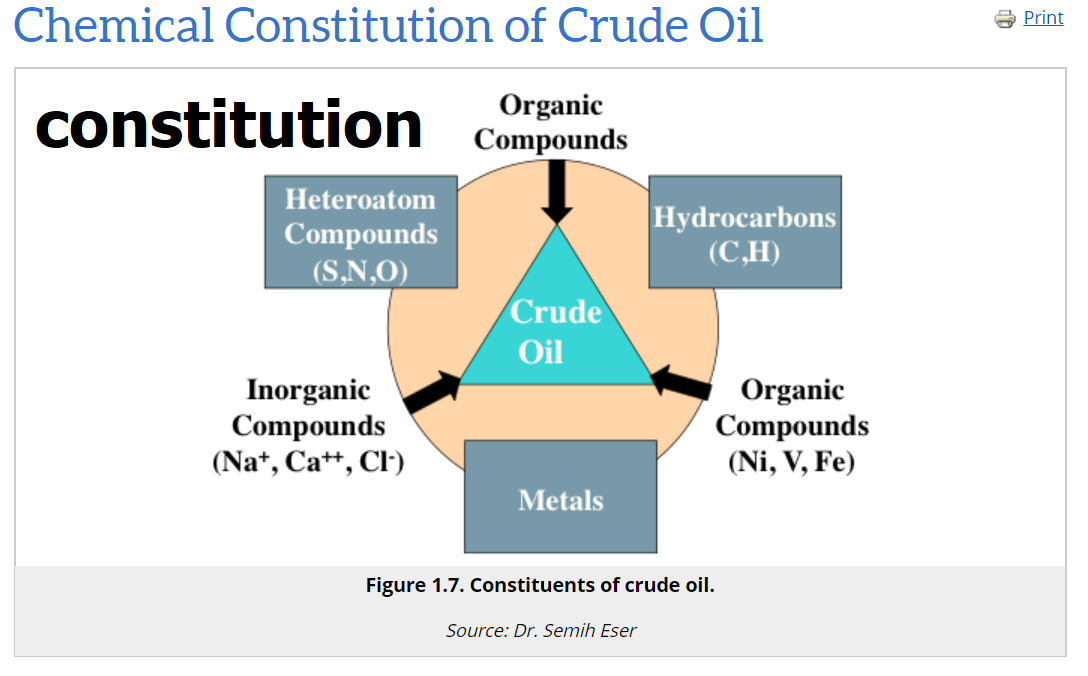 Chemical Constitution of Crude Oil
Print
constitution
Organic
Compounds
Heteroatom
Compounds
(S,N,O)
Hydrocarbons
(C,H)
Crude
Oil
Inorganic
Compounds
(Na⁺, Ca⁺⁺, Cl⁻)
Organic
Compounds
(Ni, V, Fe)
Metals
Figure 1.7. Constituents of crude oil.
Source: Dr. Semih Eser